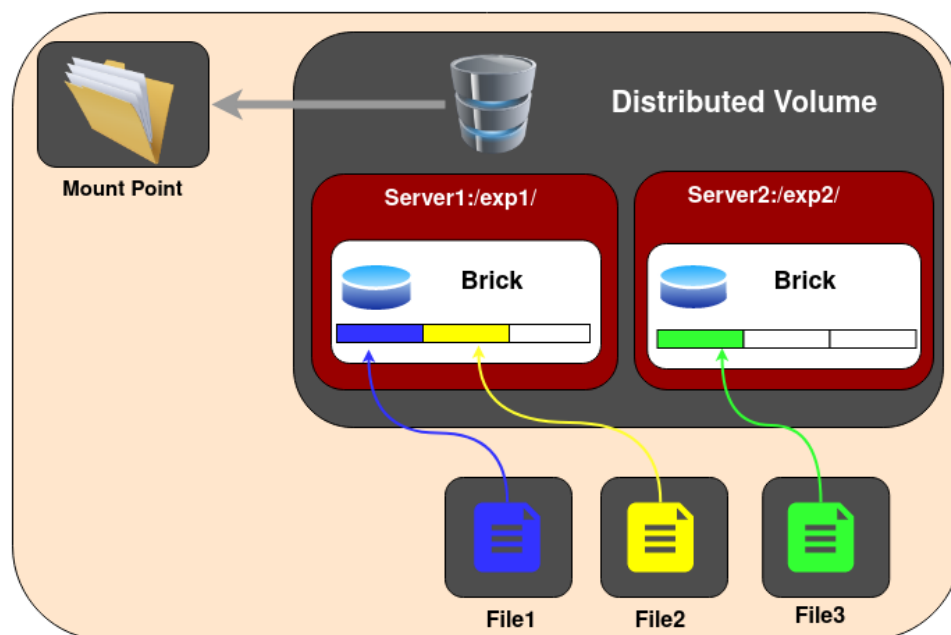 Distributed Volume
Mount Point
Server1:/exp1/
Server2:/exp2/
Brick
Brick
File1
File2
File3